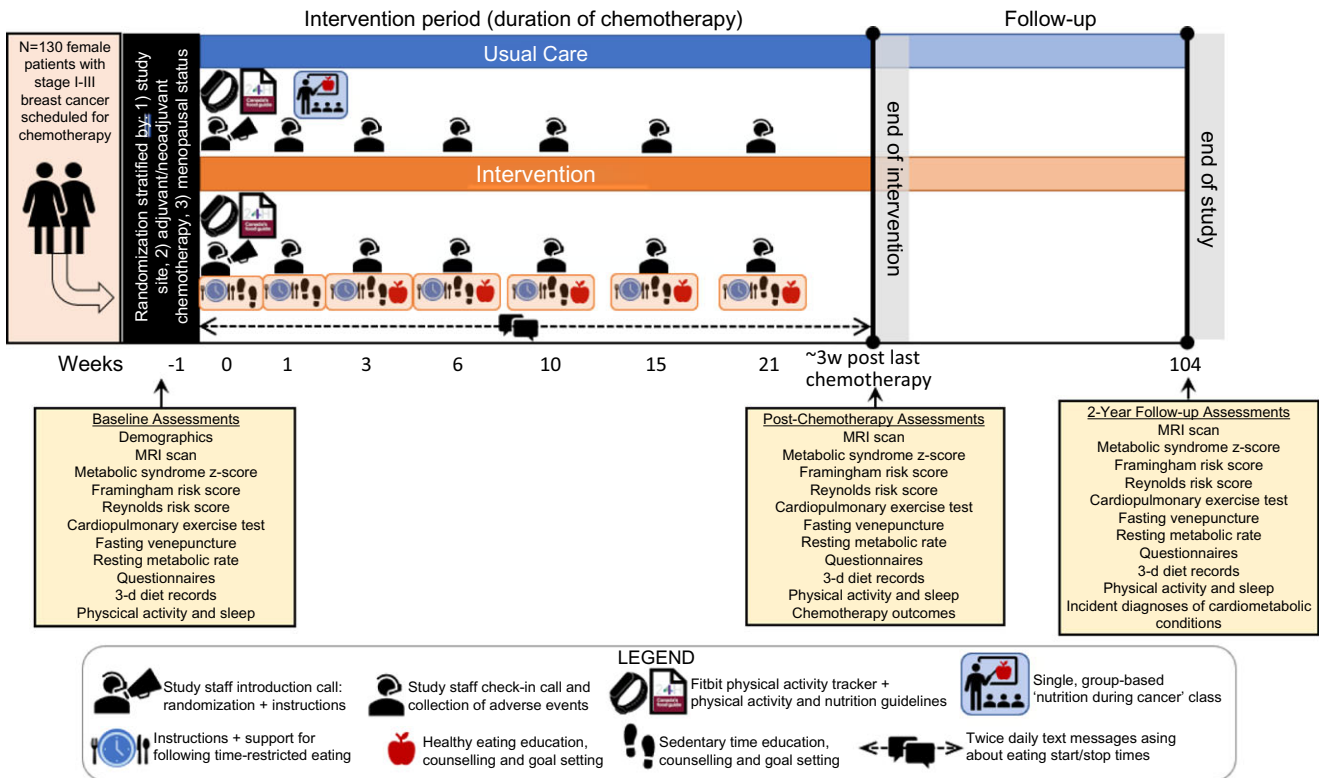 Intervention period (duration of chemotherapy)
Follow-up
N=130 female
patients with
stage I-III
breast cancer
scheduled for
chemotherapy
Randomization stratified by: 1) study
site, 2) adjuvant/neoadjuvant
chemotherapy, 3) menopausal status
Usual Care
Canada's
food guide
Intervention
Canada's
food guide
end of intervention
end of study
Weeks
-1
0
1
3
6
10
15
21
~3w post last
chemotherapy
104
Baseline Assessments
Demographics
MRI scan
Metabolic syndrome z-score
Framingham risk score
Reynolds risk score
Cardiopulmonary exercise test
Fasting venepuncture
Resting metabolic rate
Questionnaires
3-d diet records
Physcical activity and sleep
Post-Chemotherapy Assessments
MRI scan
Metabolic syndrome z-score
Framingham risk score
Reynolds risk score
Cardiopulmonary exercise test
Fasting venepuncture
Resting metabolic rate
Questionnaires
3-d diet records
Physical activity and sleep
Chemotherapy outcomes
2-Year Follow-up Assessments
MRI scan
Metabolic syndrome z-score
Framingham risk score
Reynolds risk score
Cardiopulmonary exercise test
Fasting venepuncture
Resting metabolic rate
Questionnaires
3-d diet records
Physical activity and sleep
Incident diagnoses of cardiometabolic
conditions
LEGEND
Study staff introduction call:
randomization + instructions
Study staff check-in call and
collection of adverse events
Canada's
food guide
Fitbit physical activity tracker +
physical activity and nutrition guidelines
Single, group-based
‘nutrition during cancer’ class
Instructions + support for
following time-restricted eating
Healthy eating education,
counselling and goal setting
Sedentary time education,
counselling and goal setting
Twice daily text messages asing
about eating start/stop times